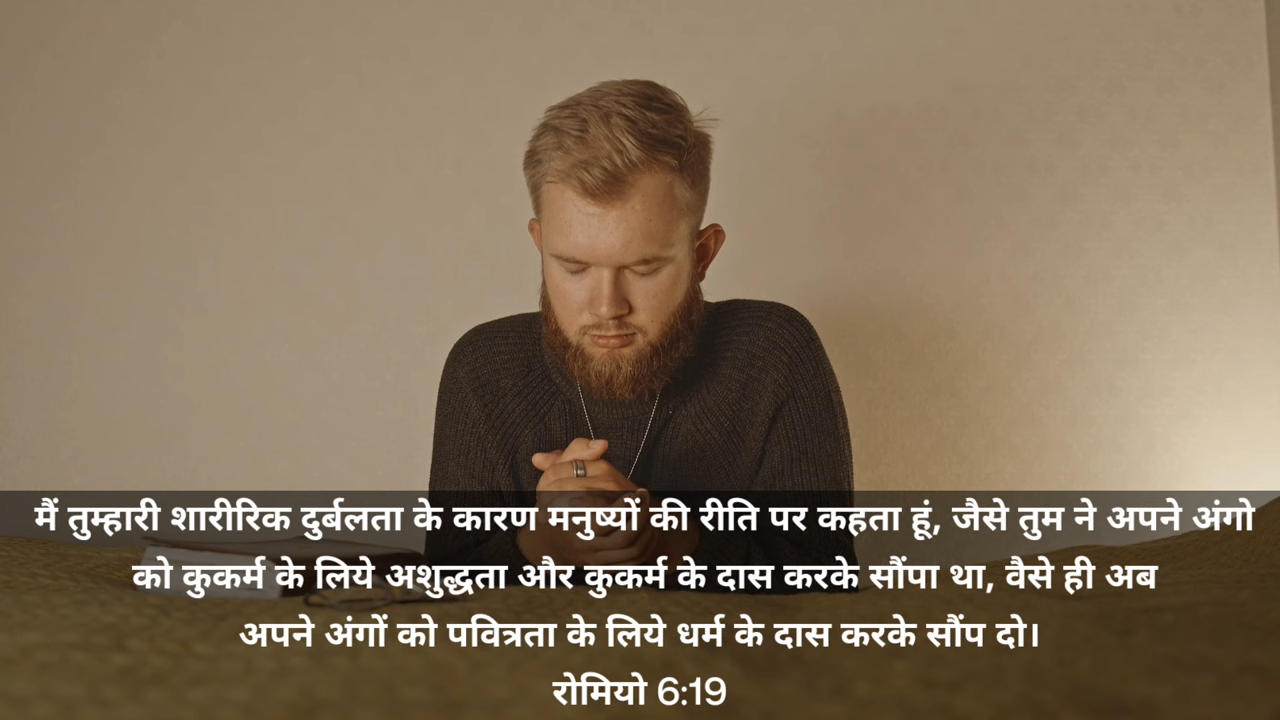 मैं तुम्हारी शारीरिक दुर्बलता के कारण मनुष्यों की रीति पर कहता हूं, जैसे तुम ने अपने अंगो
को कुकर्म के लिये अशुद्धता और कुकर्म के दास करके सौंपा था, वैसे ही अब
अपने अंगों को पवित्रता के लिये धर्म के दास करके सौंप दो।
रोमियो 6:19